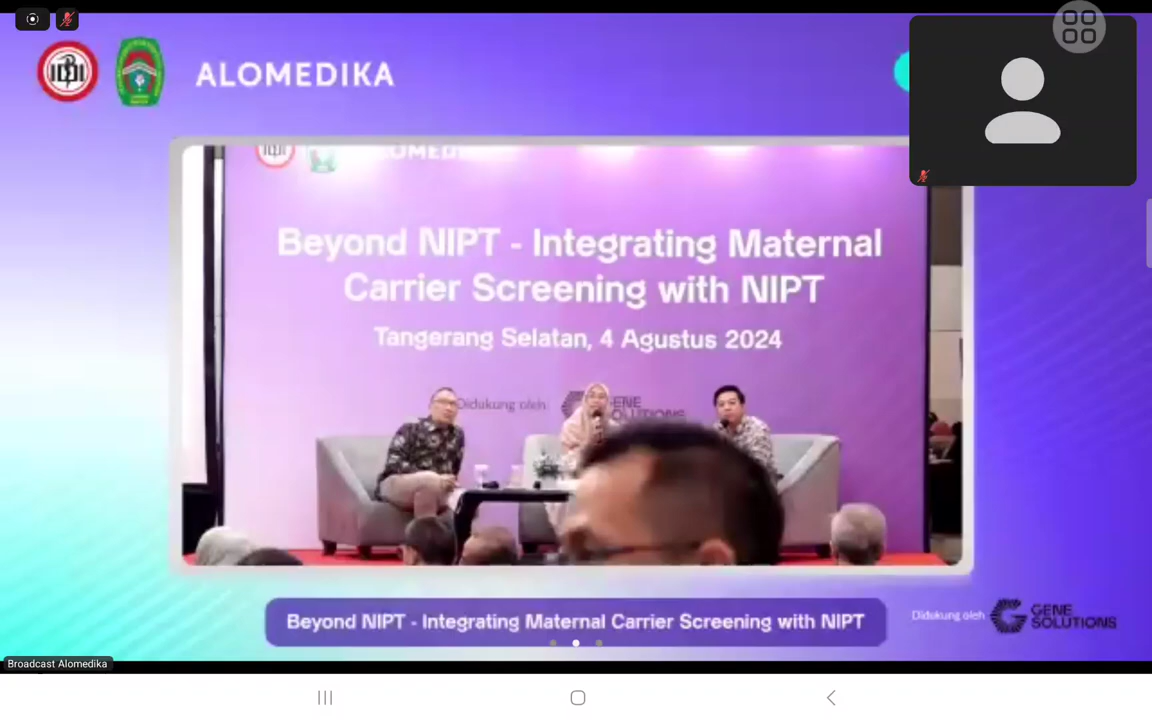 IDI
ALOMEDIKA
Beyond NIPT - Integrating Maternal
Carrier Screening with NIPT
Tangerang Selatan, 4 Agustus 2024
Didukung oleh
GENE
SOLUTIONS
Beyond NIPT - Integrating Maternal Carrier Screening with NIPT
Didukung oleh
GENE
SOLUTIONS
Broadcast Alomedika